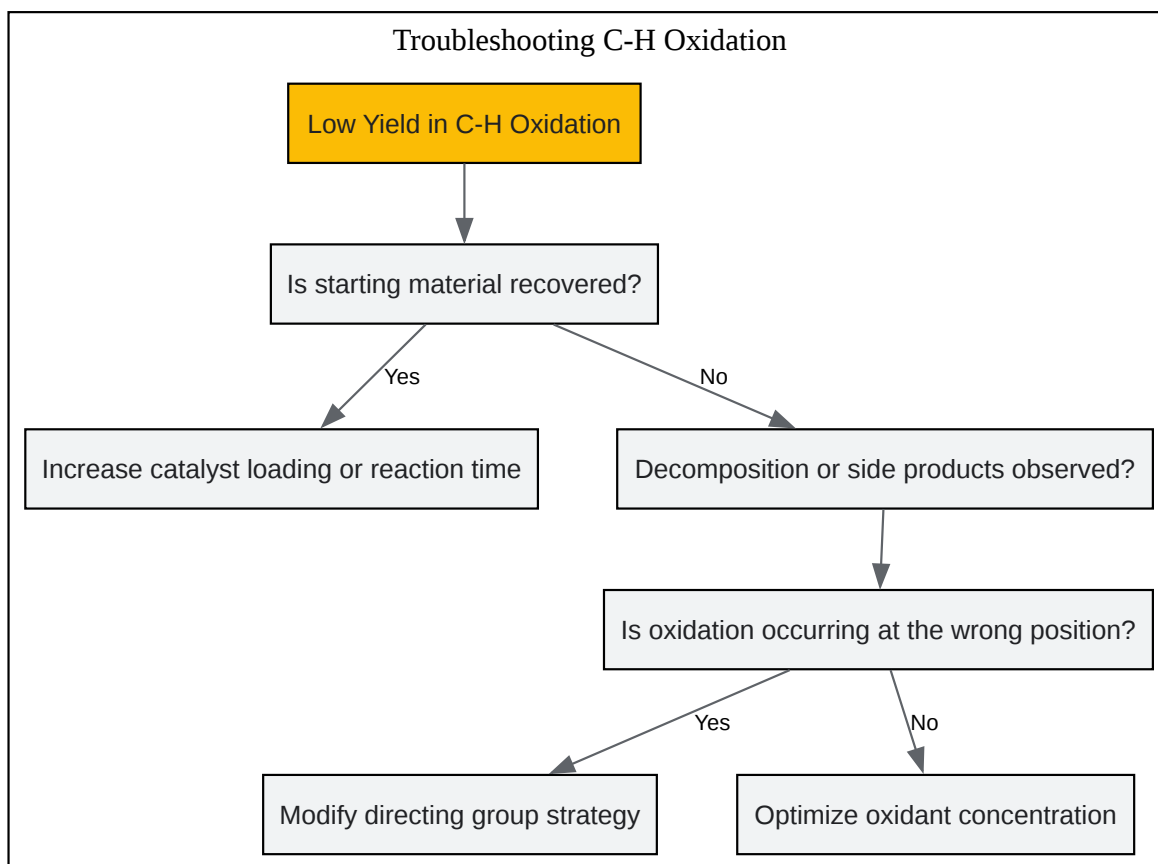 Troubleshooting C-H Oxidation
Low Yield in C-H Oxidation
Is starting material recovered?
Yes
No
Increase catalyst loading or reaction time
Decomposition or side products observed?
Is oxidation occurring at the wrong position?
Yes
No
Modify directing group strategy
Optimize oxidant concentration